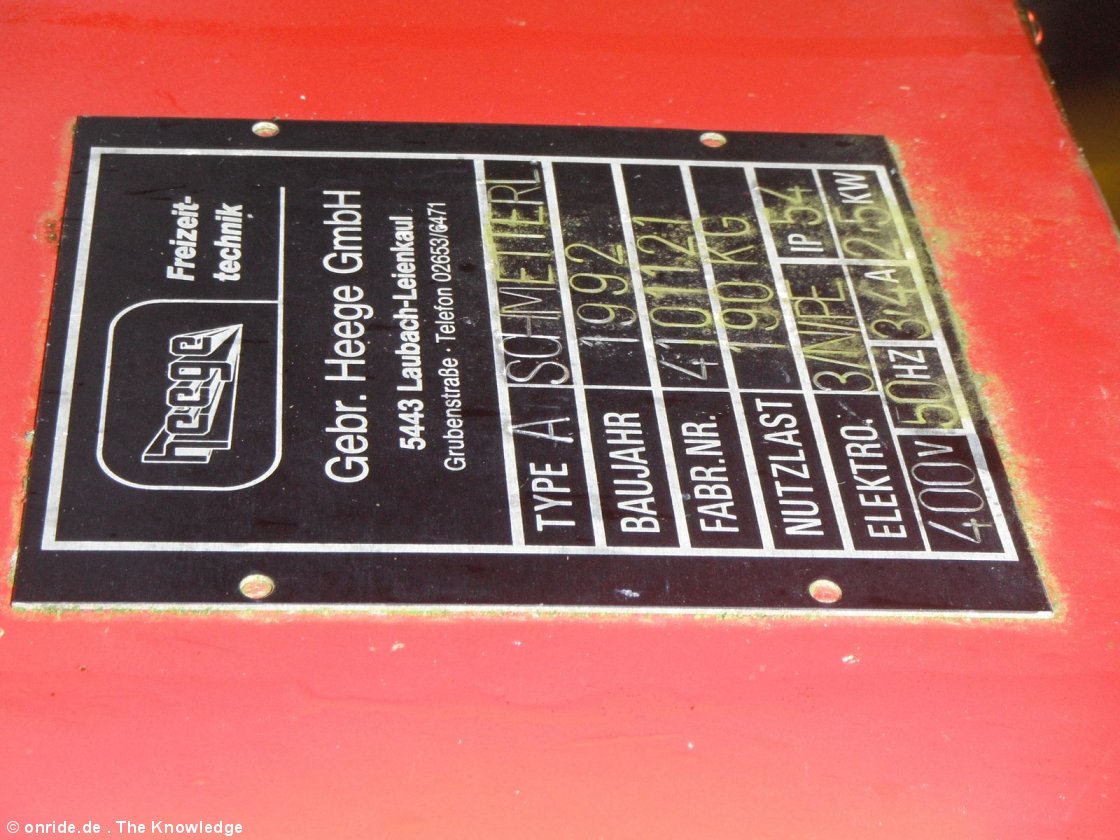 Heege
Freizeit-
technik
Gebr. Heege GmbH
5443 Laubach-Leienkaul
Grubenstraße · Telefon 02653/6471
TYPE A SCHMETTERL
BAUJAHR 1992
FABR.NR. 410121
NUTZLAST 190 KG
ELEKTRO. 3/N/PE IP 54
400 V 50 HZ 3,4 A 2,5 KW
© onride.de . The Knowledge